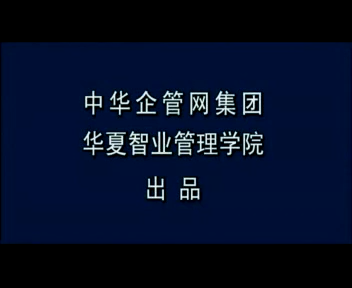 中华企管网集团
华夏智业管理学院
出品